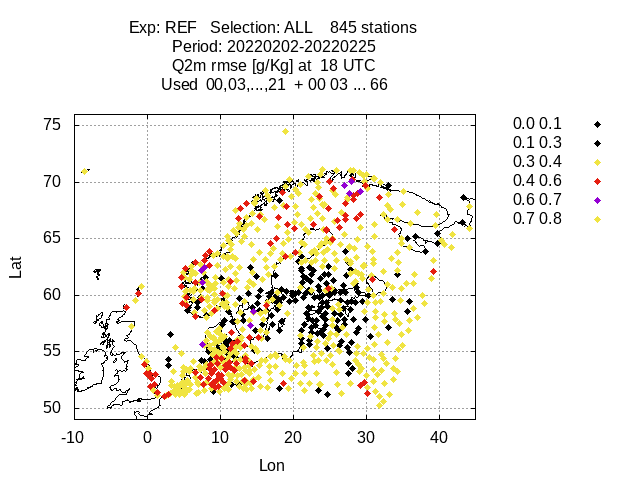 Exp: REF   Selection: ALL    845 stations
Period: 20220202-20220225
Q2m rmse [g/Kg] at  18 UTC
Used  00,03,...,21  + 00 03 ... 66
75
70
65
60
55
50
Lat
-10 0 10 20 30 40
Lon
0.0 0.1
0.1 0.3
0.3 0.4
0.4 0.6
0.6 0.7
0.7 0.8